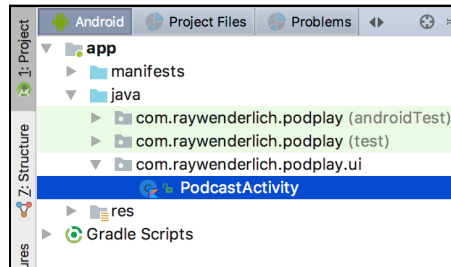 Android Project Files Problems
1: Project
app
manifests
java
com.raywenderlich.podplay (androidTest)
com.raywenderlich.podplay (test)
7: Structure
com.raywenderlich.podplay.ui
PodcastActivity
res
Gradle Scripts